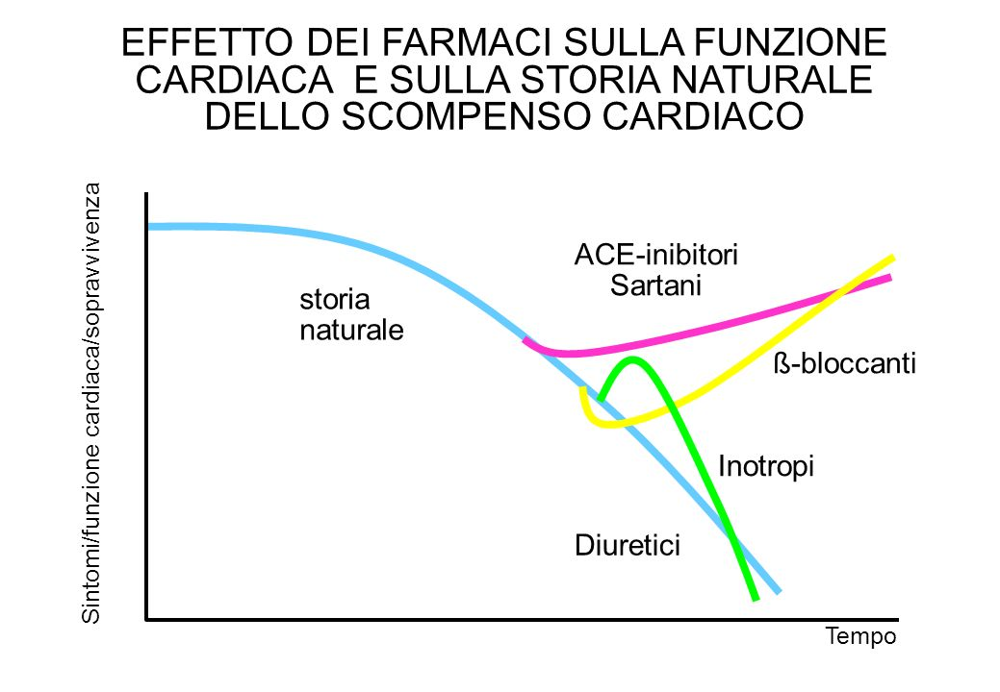 EFFETTO DEI FARMACI SULLA FUNZIONE
CARDIACA E SULLA STORIA NATURALE
DELLO SCOMPENSO CARDIACO
Sintomi/funzione cardiaca/sopravvivenza
ACE-inibitori
Sartani
storia
naturale
ß-bloccanti
Inotropi
Diuretici
Tempo